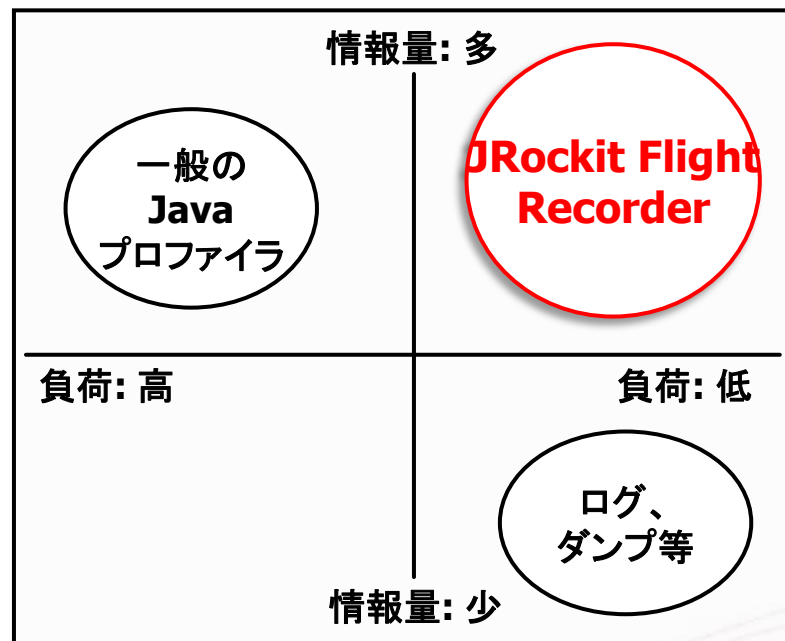 情報量: 多
一般の
Java
プロファイラ
JRockit Flight
Recorder
負荷: 高
負荷: 低
ログ、
ダンプ等
情報量: 少